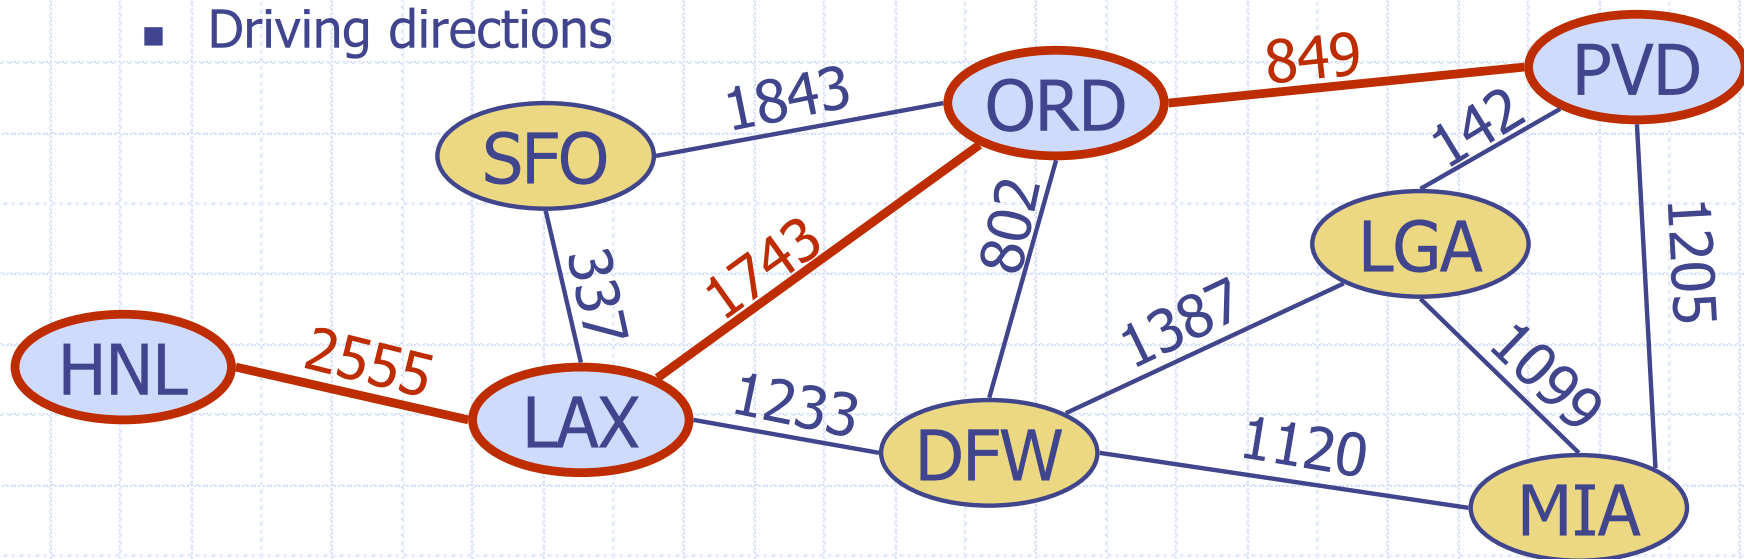 ▪ Driving directions
849
PVD
1843
ORD
142
SFO
802
1743
LGA
1205
337
1387
HNL
2555
LAX
1233
1099
DFW
1120
MIA